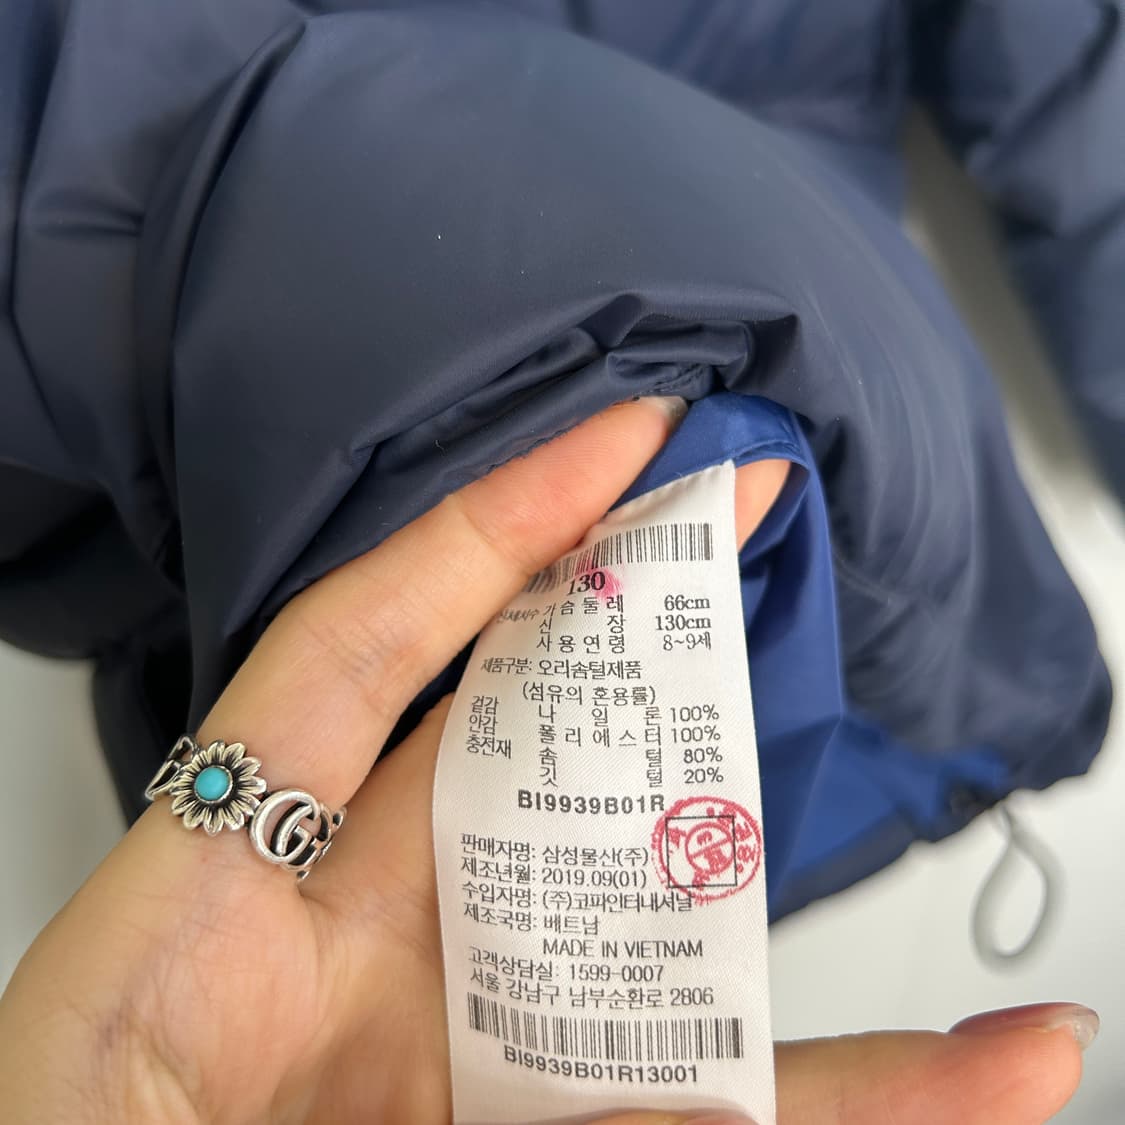 130
신체치수 가슴둘레 66cm
신장 130cm
사용연령 8~9세
제품구분: 오리솜털제품
(섬유의 혼용률)
겉감 나일론 100%
안감 폴리에스터 100%
충전재 솜털 80%
깃털 20%
BI9939B01R
판매자명: 삼성물산(주)
제조년월: 2019.09(01)
수입자명: (주)코파인터내셔날
제조국명: 베트남
MADE IN VIETNAM
고객상담실: 1599-0007
서울 강남구 남부순환로 2806
BI9939B01R13001